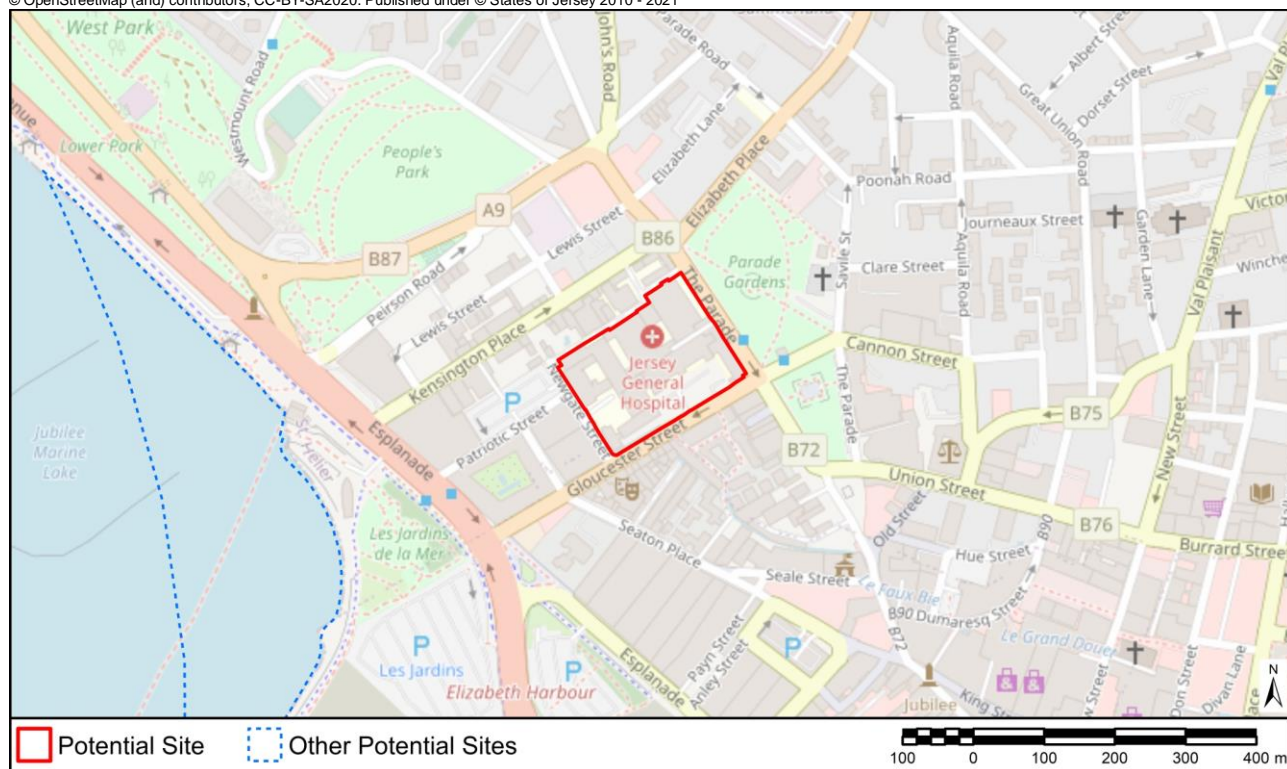 © OpenStreetMap (and) contributors, CC-BY-SA2020. Published under © States of Jersey 2010 - 2021
West Park
Westmount Road
John's Road
Parade Road
Aquila Road
Albert Street
Great Union Road
Dorset Street
Val Plaisant
Lower Park
People's
Park
Elizabeth Lane
Elizabeth Place
Poonah Road
A9
Lewis Street
B86
Journeaux Street
Garden Lane
B87
Peirson Road
The Parade
Parade
Gardens
Savile St
Clare Street
Aquila Road
Val Plaisant
Lewis Street
Kensington Place
Jersey
General
Hospital
Cannon Street
The Parade
Newgate Street
P
Patriotic Street
B75
New Street
Jubilee
Marine
Lake
Esplanade
St Helier
Gloucester Street
B72
Union Street
B90
B76
Les Jardins
de la Mer
Seaton Place
Old Street
Hue Street
Burrard Stree
Seale Street
Le Faux Bie
B90 Dumaresq Street
Le Grand Douet
P
Les Jardins
P
Elizabeth Harbour
Esplanade
Payn Street
Anley Street
P
B72
Jubilee
King St
w Street
Don Street
Divan Lane
N
Potential Site
Other Potential Sites
100 0 100 200 300 400 m